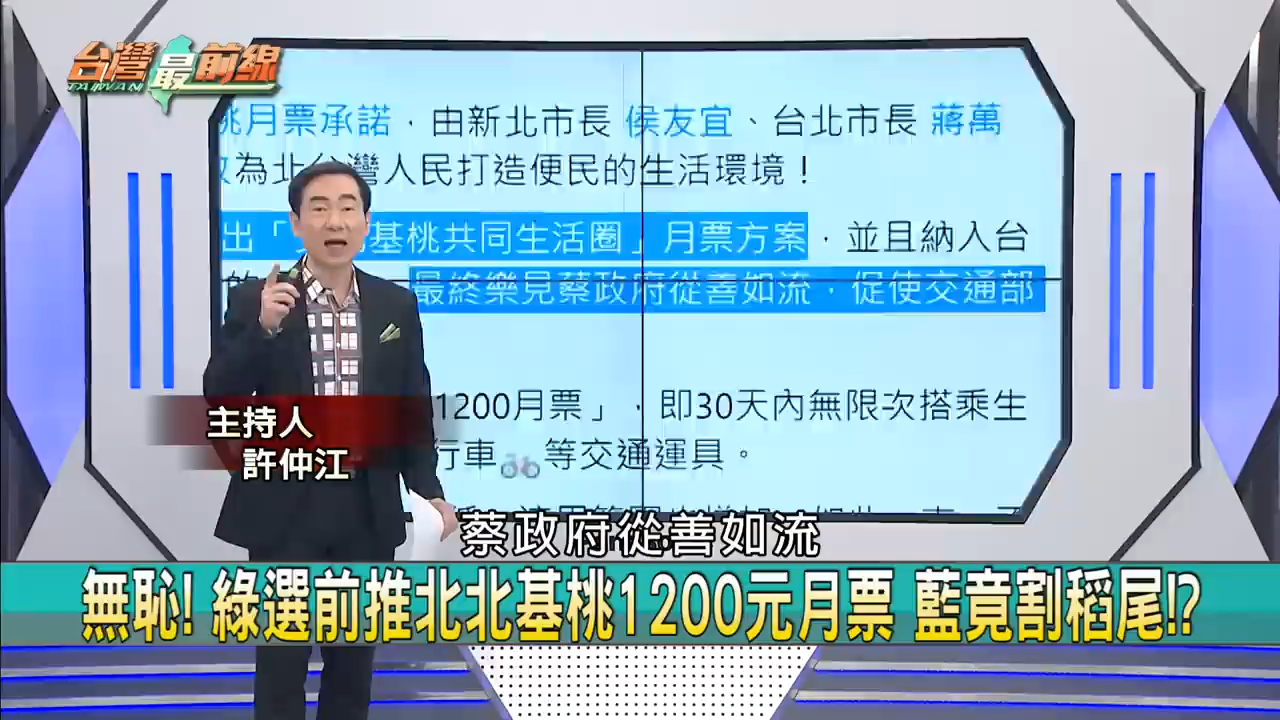 台灣最前線
TAIWAN
桃月票承諾，由新北市長 侯友宜、台北市長 蔣萬
為北台灣人民打造便民的生活環境！
出「 基桃共同生活圈」月票方案，並且納入台
的 最終樂見蔡政府從善如流，促使交通部
1200月票」，即30天內無限次搭乘生
行車🚲等交通運具。
主持人
許仲江
蔡政府從善如流
無恥! 綠選前推北北基桃1200元月票 藍竟割稻尾!?